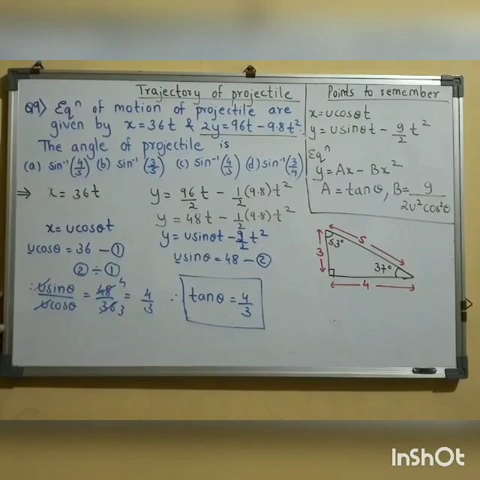 Trajectory of projectile
Q9) Eqⁿ of motion of projectile are
given by x = 36t & 2y = 96t - 9.8t².
The angle of projectile is
(a) sin⁻¹(4/5) (b) sin⁻¹(3/5) (c) sin⁻¹(4/3) (d) sin⁻¹(3/4)
⇒ x = 36t
x = ucosθt
ucosθ = 36 - ①
② ÷ ①
∴ usinθ/ucosθ = 48/36 4/3 = 4/3
y = 96/2 t - 1/2 (9.8)t²
y = 48t - 1/2 (9.8)t²
y = usinθt - g/2 t²
usinθ = 48 - ②
∴ tanθ = 4/3
Points to remember
x = ucosθt
y = usinθt - g/2 t²
Eqⁿ
y = Ax - Bx²
A = tanθ, B = g/2u²cos²θ
53°
5
3
37°
4
InShOt